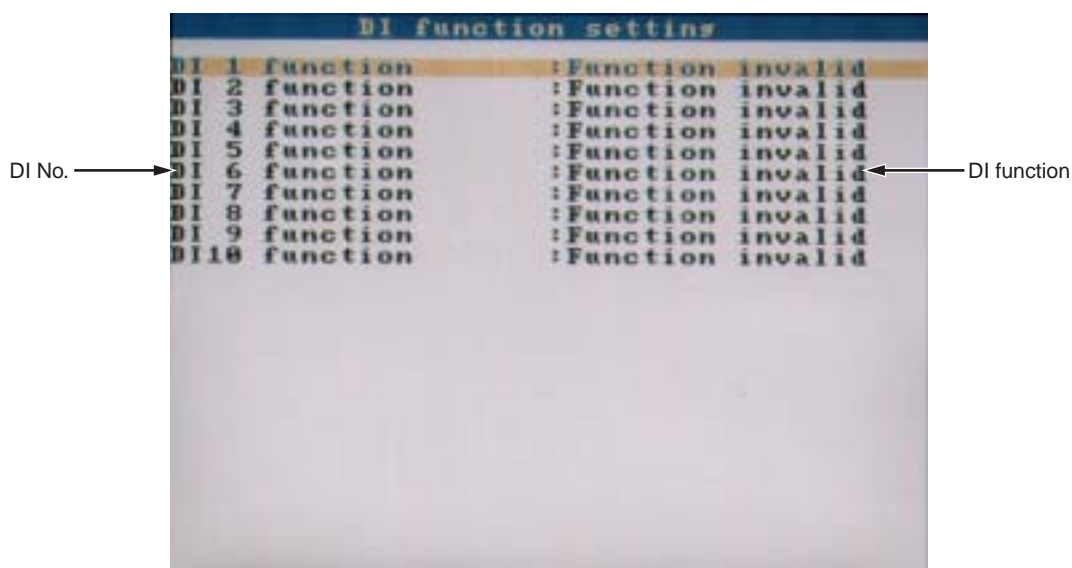 DI function setting
DI 1 function :Function invalid
DI 2 function :Function invalid
DI 3 function :Function invalid
DI 4 function :Function invalid
DI 5 function :Function invalid
DI 6 function :Function invalid
DI 7 function :Function invalid
DI 8 function :Function invalid
DI 9 function :Function invalid
DI10 function :Function invalid
DI No.
DI function